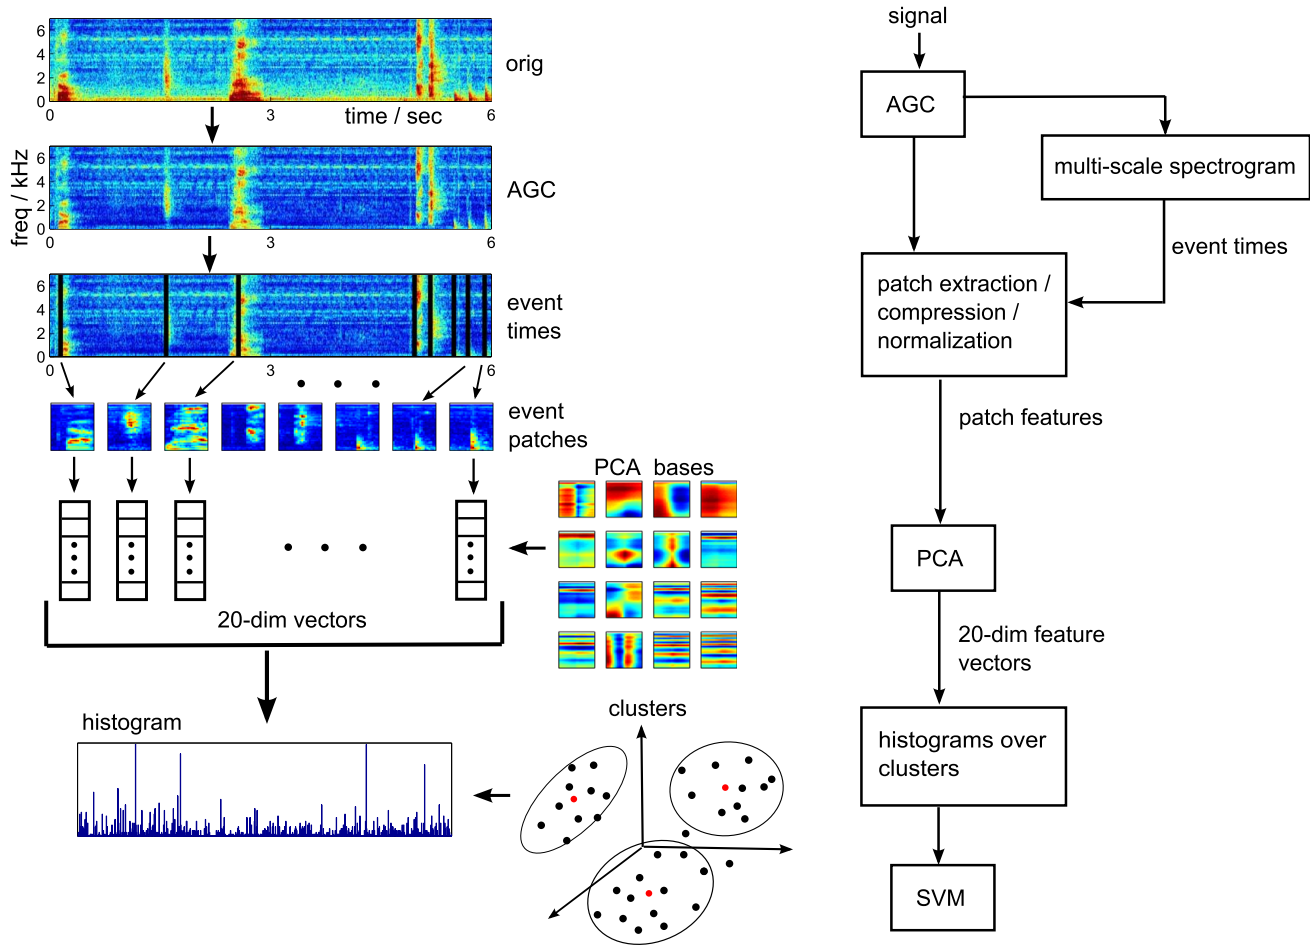 6
4
2
0
orig
0
time / sec
3
6
6
4
2
0
freq / kHz
AGC
0
3
6
6
4
2
0
event
times
0
3
6
event
patches
PCA bases
20-dim vectors
histogram
clusters
signal
AGC
multi-scale spectrogram
event times
patch extraction /
compression /
normalization
patch features
PCA
20-dim feature
vectors
histograms over
clusters
SVM